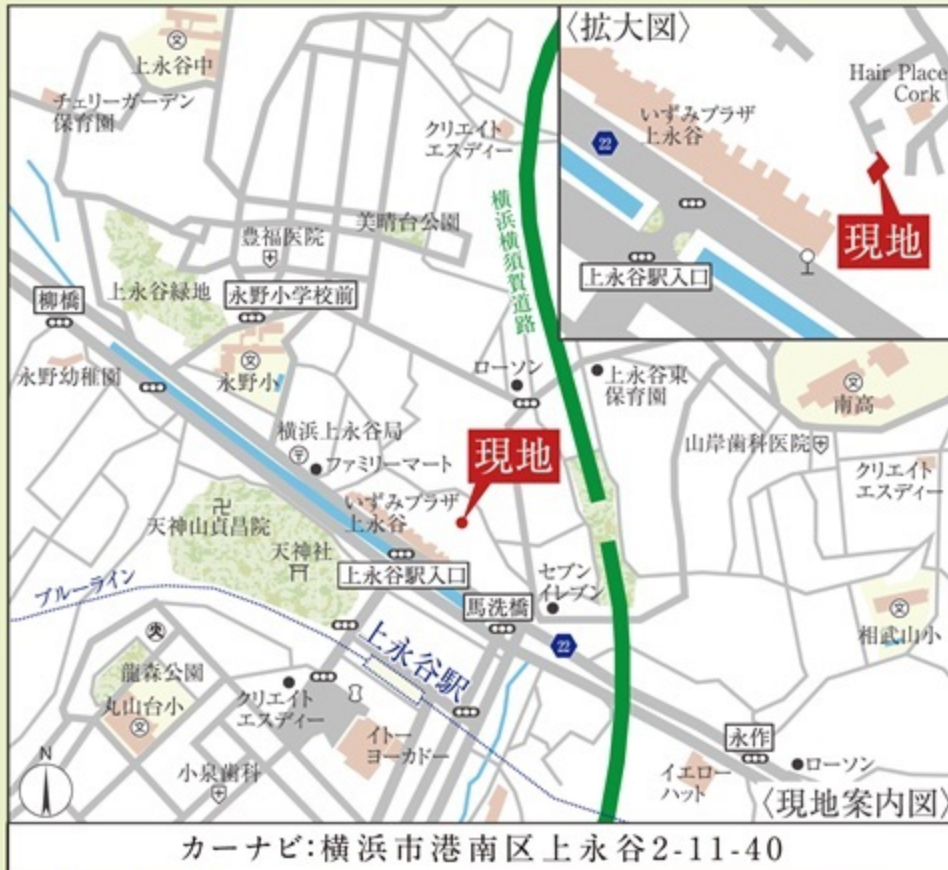 〈拡大図〉
Hair Place
Cork
いずみプラザ
上永谷
22
現地
上永谷駅入口
上永谷中
チェリーガーデン
保育園
クリエイト
エスディー
横浜横須賀道路
美晴台公園
豊福医院
上永谷緑地
永野小学校前
柳橋
永野幼稚園
永野小
ローソン
上永谷東
保育園
南高
山岸歯科医院
クリエイト
エスディー
横浜上永谷局
ファミリーマート
現地
いずみプラザ
上永谷
天神山貞昌院
天神社
上永谷駅入口
ブルーライン
セブン
イレブン
馬洗橋
22
相武山小
上永谷駅
龍森公園
丸山台小
クリエイト
エスディー
イトー
ヨーカドー
小泉歯科
永作
ローソン
イエロー
ハット
N
〈現地案内図〉
カーナビ:横浜市港南区上永谷2-11-40